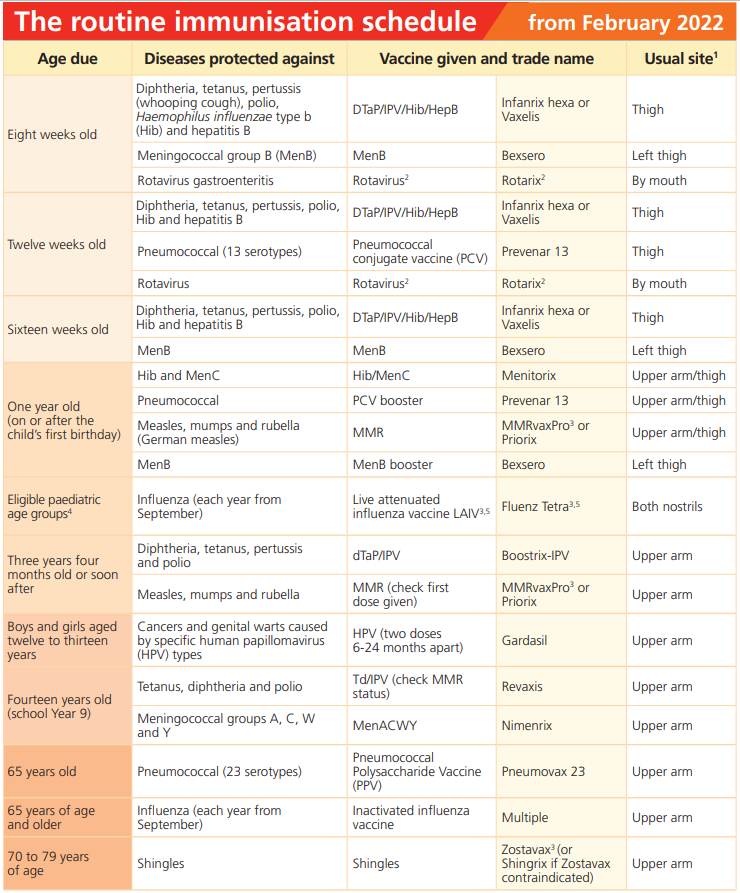 The routine immunisation schedule from February 2022
Age due Diseases protected against Vaccine given and trade name Usual site¹
Eight weeks old
Diphtheria, tetanus, pertussis
(whooping cough), polio,
Haemophilus influenzae type b
(Hib) and hepatitis B
DTaP/IPV/Hib/HepB
Infanrix hexa or
Vaxelis
Thigh
Meningococcal group B (MenB)
MenB
Bexsero
Left thigh
Rotavirus gastroenteritis
Rotavirus²
Rotarix²
By mouth
Twelve weeks old
Diphtheria, tetanus, pertussis, polio,
Hib and hepatitis B
DTaP/IPV/Hib/HepB
Infanrix hexa or
Vaxelis
Thigh
Pneumococcal (13 serotypes)
Pneumococcal
conjugate vaccine (PCV)
Prevenar 13
Thigh
Rotavirus
Rotavirus²
Rotarix²
By mouth
Sixteen weeks old
Diphtheria, tetanus, pertussis, polio,
Hib and hepatitis B
DTaP/IPV/Hib/HepB
Infanrix hexa or
Vaxelis
Thigh
MenB
MenB
Bexsero
Left thigh
One year old
(on or after the
child’s first birthday)
Hib and MenC
Hib/MenC
Menitorix
Upper arm/thigh
Pneumococcal
PCV booster
Prevenar 13
Upper arm/thigh
Measles, mumps and rubella
(German measles)
MMR
MMRvaxPro³ or
Priorix
Upper arm/thigh
MenB
MenB booster
Bexsero
Left thigh
Eligible paediatric
age groups⁴
Influenza (each year from
September)
Live attenuated
influenza vaccine LAIV³,⁵
Fluenz Tetra³,⁵
Both nostrils
Three years four
months old or soon
after
Diphtheria, tetanus, pertussis
and polio
dTaP/IPV
Boostrix-IPV
Upper arm
Measles, mumps and rubella
MMR (check first
dose given)
MMRvaxPro³ or
Priorix
Upper arm
Boys and girls aged
twelve to thirteen
years
Cancers and genital warts caused
by specific human papillomavirus
(HPV) types
HPV (two doses
6-24 months apart)
Gardasil
Upper arm
Fourteen years old
(school Year 9)
Tetanus, diphtheria and polio
Td/IPV (check MMR
status)
Revaxis
Upper arm
Meningococcal groups A, C, W
and Y
MenACWY
Nimenrix
Upper arm
65 years old
Pneumococcal (23 serotypes)
Pneumococcal
Polysaccharide Vaccine
(PPV)
Pneumovax 23
Upper arm
65 years of age
and older
Influenza (each year from
September)
Inactivated influenza
vaccine
Multiple
Upper arm
70 to 79 years
of age
Shingles
Shingles
Zostavax³ (or
Shingrix if Zostavax
contraindicated)
Upper arm